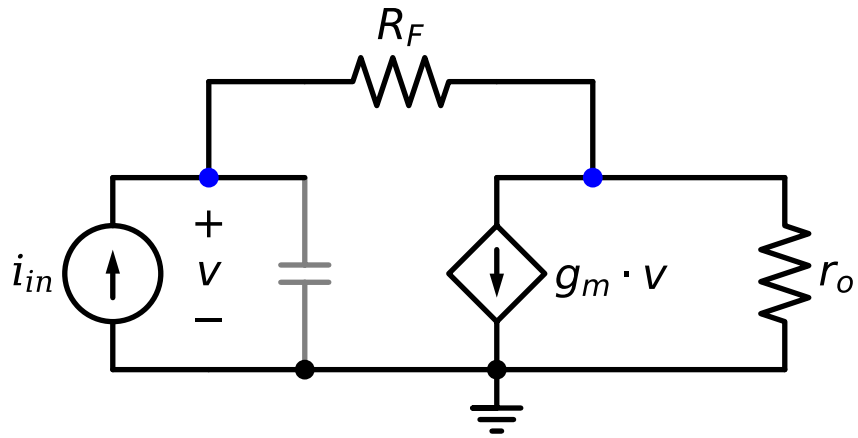 R_F
+
i_in
v
g_m · v
r_o
−